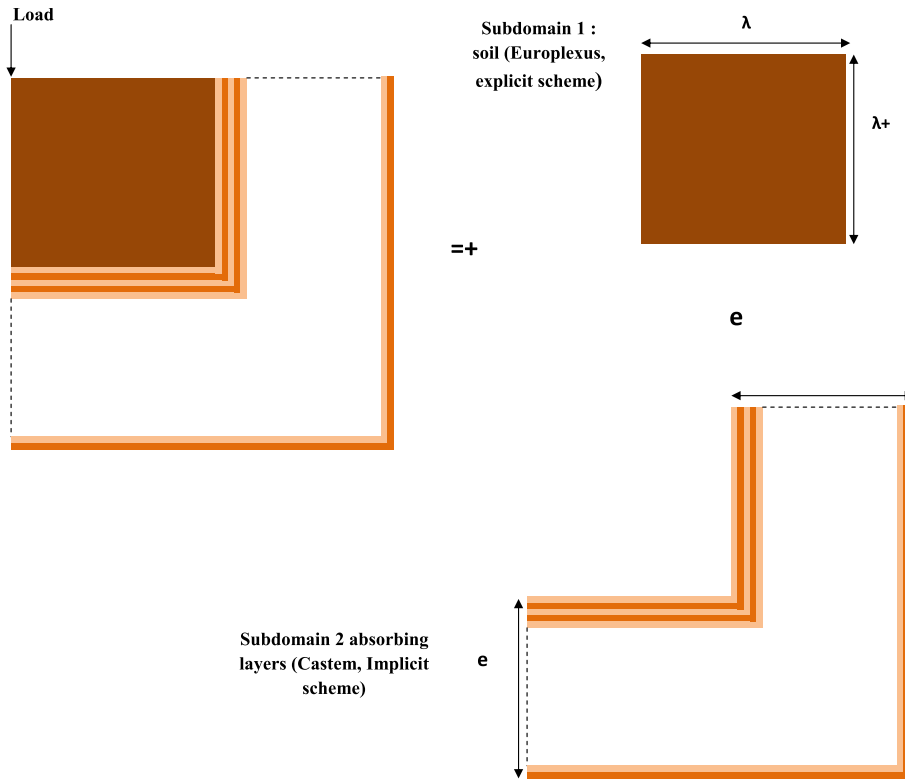 Load
Subdomain 1 :
soil (Europlexus,
explicit scheme)
λ
λ+
=+
e
Subdomain 2 absorbing
layers (Castem, Implicit
scheme)
e